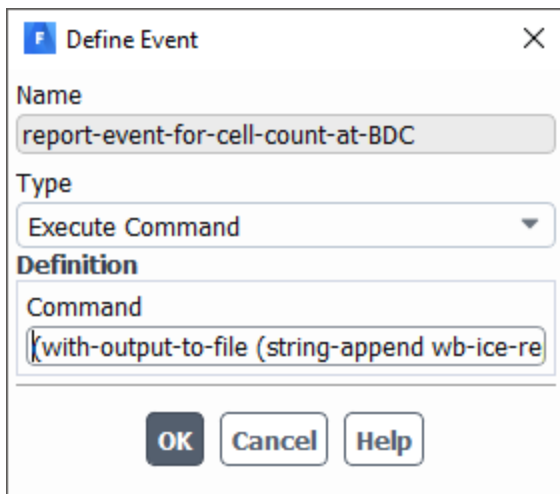 F Define Event
Name
report-event-for-cell-count-at-BDC
Type
Execute Command
Definition
Command
(with-output-to-file (string-append wb-ice-re
OK Cancel Help